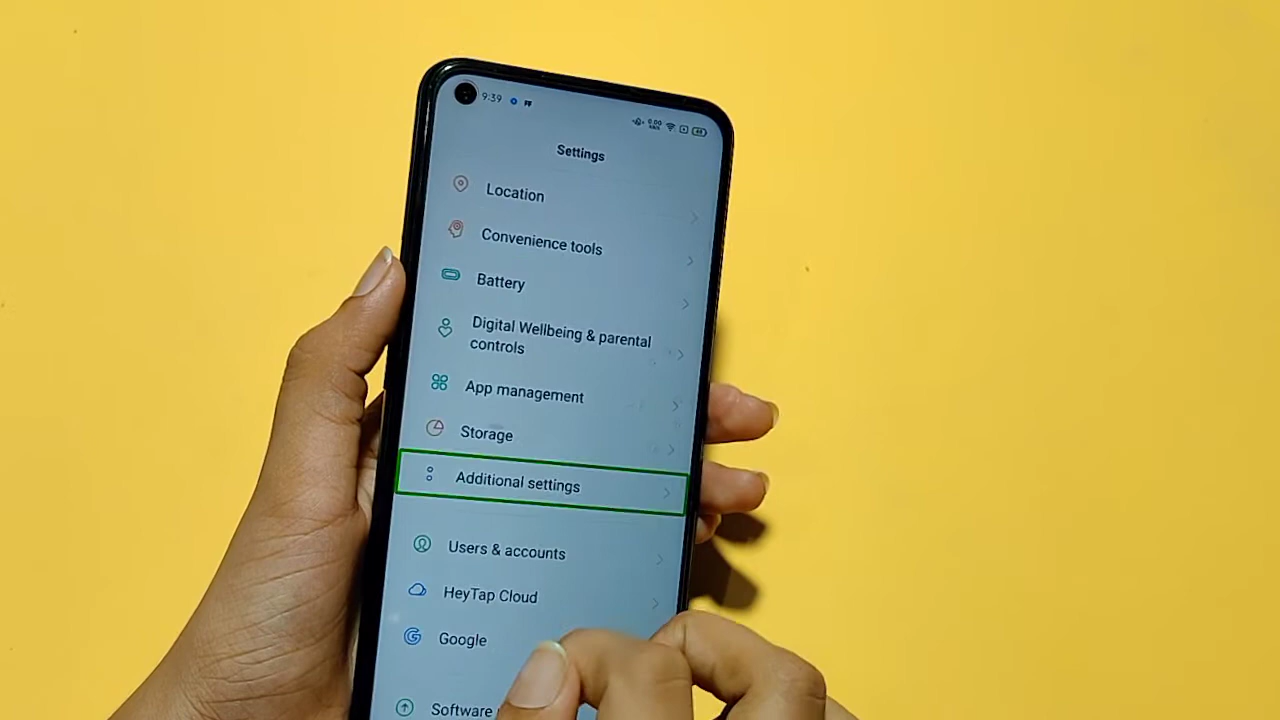 9:39
Settings
Location
Convenience tools
Battery
Digital Wellbeing & parental
controls
App management
Storage
Additional settings
Users & accounts
HeyTap Cloud
Google
Software